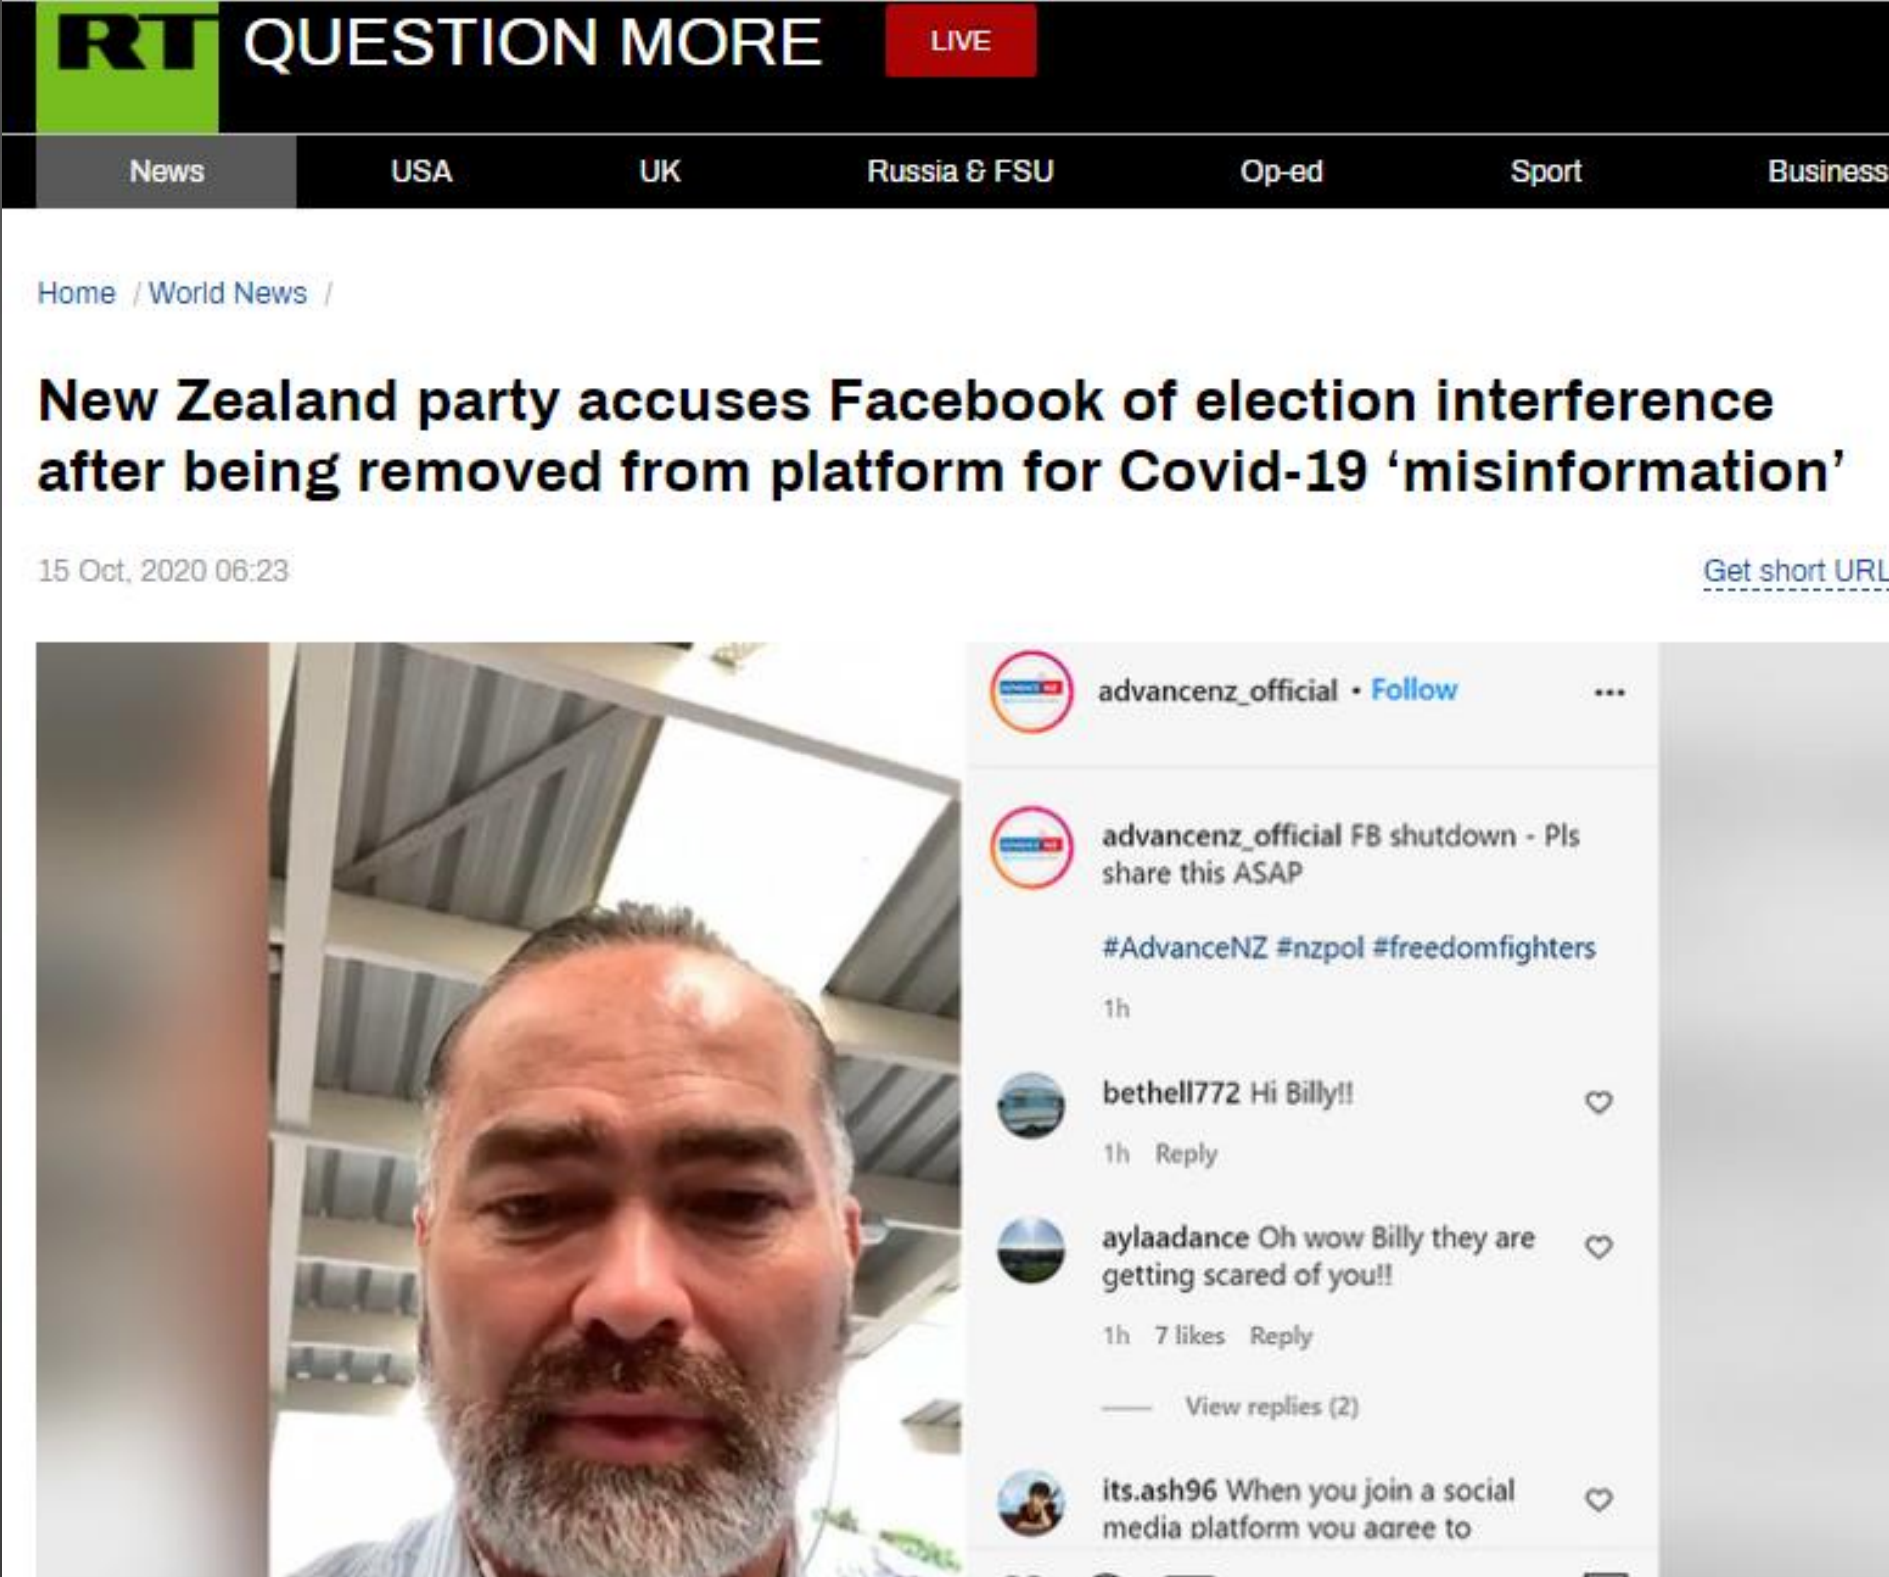 RT QUESTION MORE LIVE
News USA UK Russia & FSU Op-ed Sport Business
Home / World News /
New Zealand party accuses Facebook of election interference
after being removed from platform for Covid-19 ‘misinformation’
15 Oct, 2020 06:23 Get short URL
advancenz_official • Follow ...
advancenz_official FB shutdown - Pls
share this ASAP
#AdvanceNZ #nzpol #freedomfighters
1h
bethell772 Hi Billy!!
1h Reply
aylaadance Oh wow Billy they are
getting scared of you!!
1h 7 likes Reply
View replies (2)
its.ash96 When you join a social
media platform you agree to